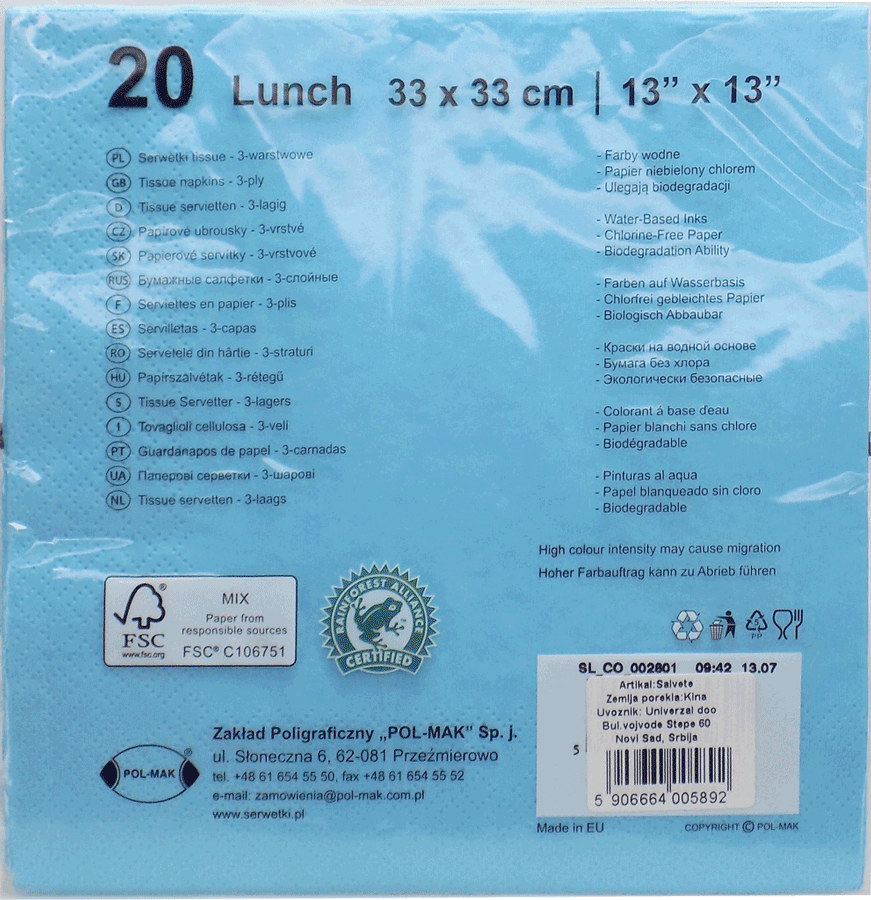 20 Lunch 33 x 33 cm | 13” x 13”
PL Serwetki tissue - 3-warstwowe
GB Tissue napkins - 3-ply
D Tissue servietten - 3-lagig
CZ Papírové ubrousky - 3-vrstvé
SK Papierové servítky - 3-vrstvové
RUS Бумажные салфетки - 3-слойные
F Serviettes en papier - 3-plis
ES Servilletas - 3-capas
RO Servetele din hârtie - 3-straturi
HU Papírszalvétak - 3-rétegű
S Tissue Servetter - 3-lagers
I Tovaglioli cellulosa - 3-veli
PT Guardanapos de papel - 3-camadas
UA Паперові серветки - 3-шарові
NL Tissue servetten - 3-laags
- Farby wodne
- Papier niebielony chlorem
- Ulegają biodegradacji
- Water-Based Inks
- Chlorine-Free Paper
- Biodegradation Ability
- Farben auf Wasserbasis
- Chlorfrei gebleichtes Papier
- Biologisch Abbaubar
- Краски на водной основе
- Бумага без хлора
- Экологически безопасные
- Colorant á base d'eau
- Papier blanchi sans chlore
- Biodégradable
- Pinturas al aqua
- Papel blanqueado sin cloro
- Biodegradable
High colour intensity may cause migration
Hoher Farbauftrag kann zu Abrieb führen
FSC
www.fsc.org
MIX
Paper from
responsible sources
FSC® C106751
RAINFOREST ALLIANCE
CERTIFIED
5
PP
POL-MAK
Zakład Poligraficzny „POL-MAK” Sp. j.
ul. Słoneczna 6, 62-081 Przeźmierowo
tel. +48 61 654 55 50, fax +48 61 654 55 52
e-mail: zamowienia@pol-mak.com.pl
www.serwetki.pl
SL_CO_002801 09:42 13.07
Artikal:Salvete
Zemlja porekla:Kina
Uvoznik: Univerzal doo
Bul.vojvode Stepe 60
Novi Sad, Srbija
5
5 906664 005892
Made in EU
COPYRIGHT © POL-MAK